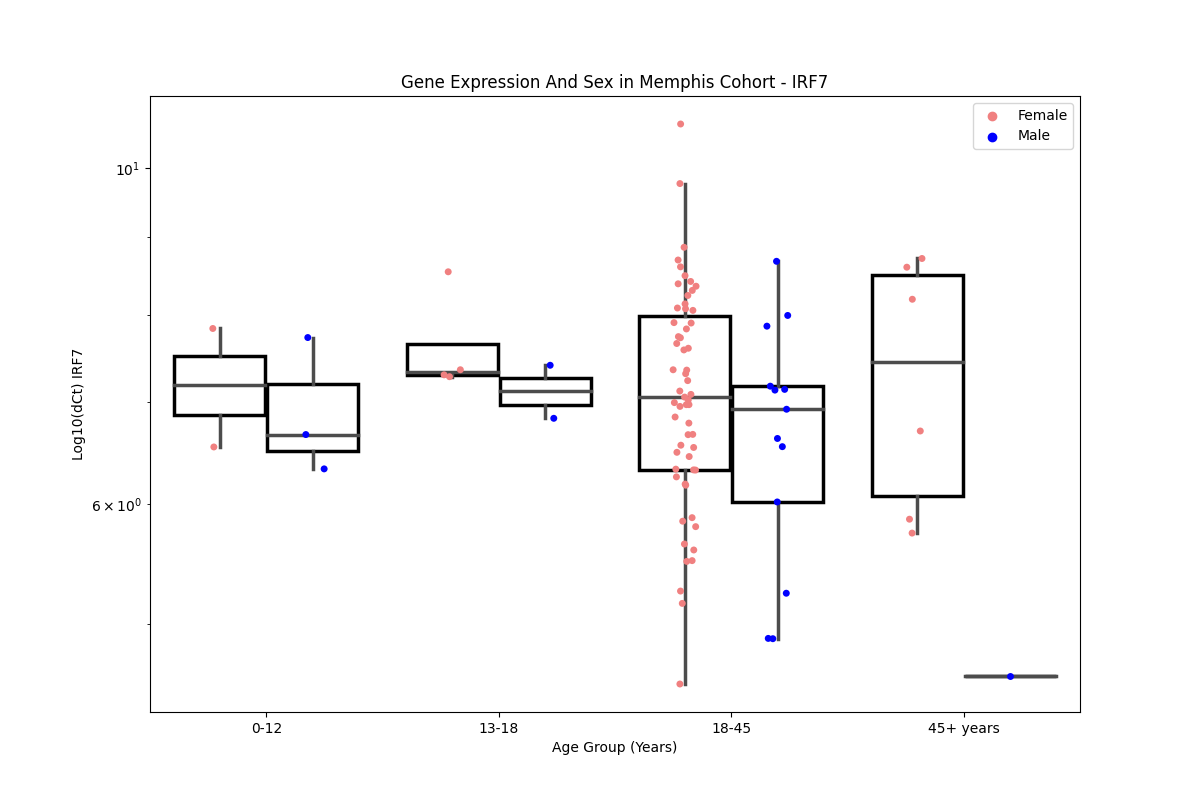 Gene Expression And Sex in Memphis Cohort - IRF7
Female
Male
10¹
6 × 10⁰
Log10(dCt) IRF7
0-12
13-18
18-45
45+ years
Age Group (Years)